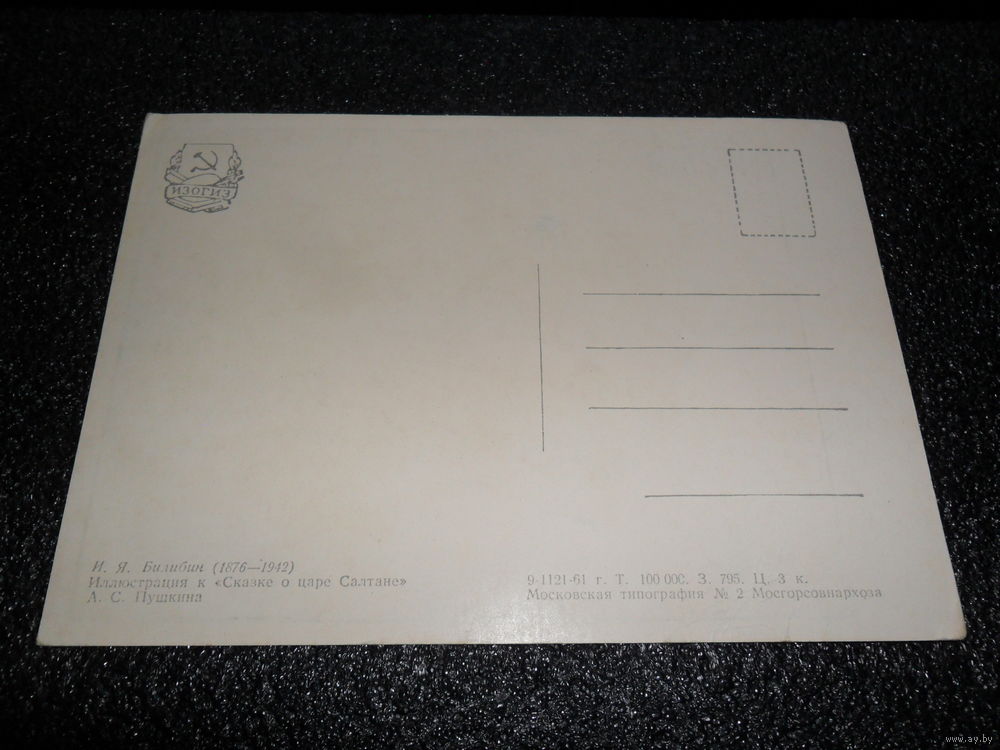 ИЗОГИЗ
И. Я. Билибин (1876—1942)
Иллюстрация к «Сказке о царе Салтане»
А. С. Пушкина
9-1121-61 г. Т. 100 000. З. 795. Ц. 3 к.
Московская типография № 2 Мосгорсовнархоза
www.ay.by